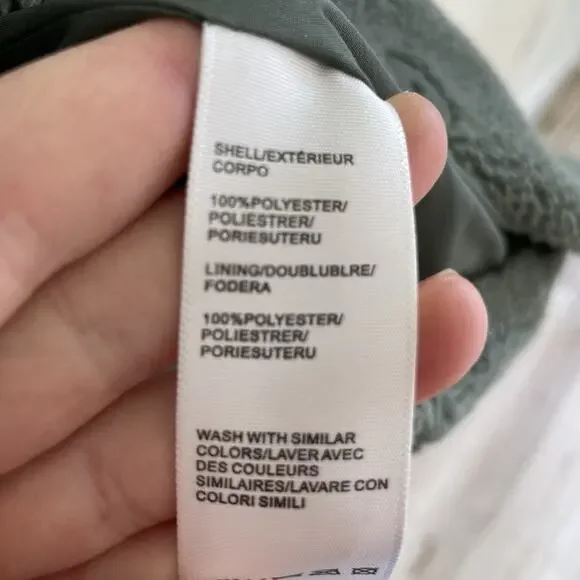 SHELL/EXTÉRIEUR
CORPO
100%POLYESTER/
POLIESTRER/
PORIESUTERU
LINING/DOUBLUBLRE/
FODERA
100%POLYESTER/
POLIESTRER/
PORIESUTERU
WASH WITH SIMILAR
COLORS/LAVER AVEC
DES COULEURS
SIMILAIRES/LAVARE CON
COLORI SIMILI